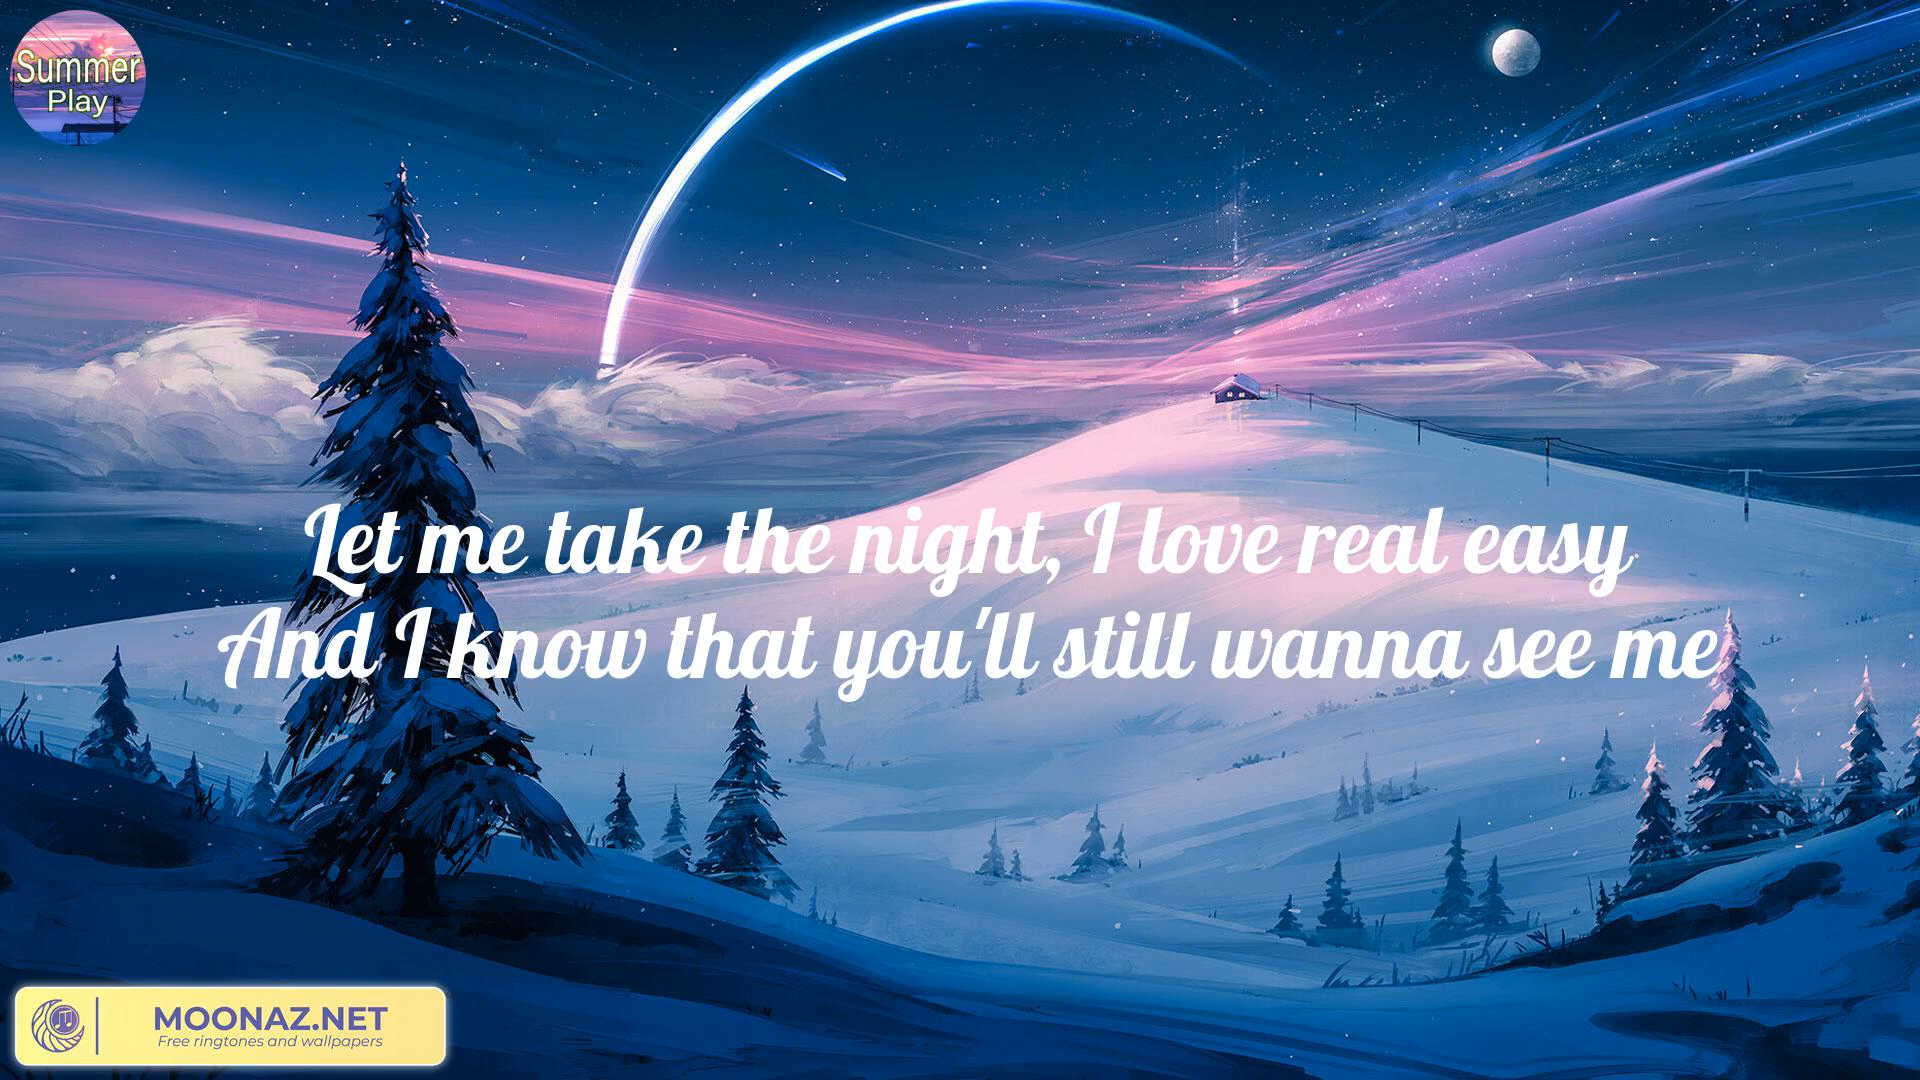 Summer
Play
Let me take the night, I love real easy
And I know that you'll still wanna see me
MOONAZ.NET
Free ringtones and wallpapers